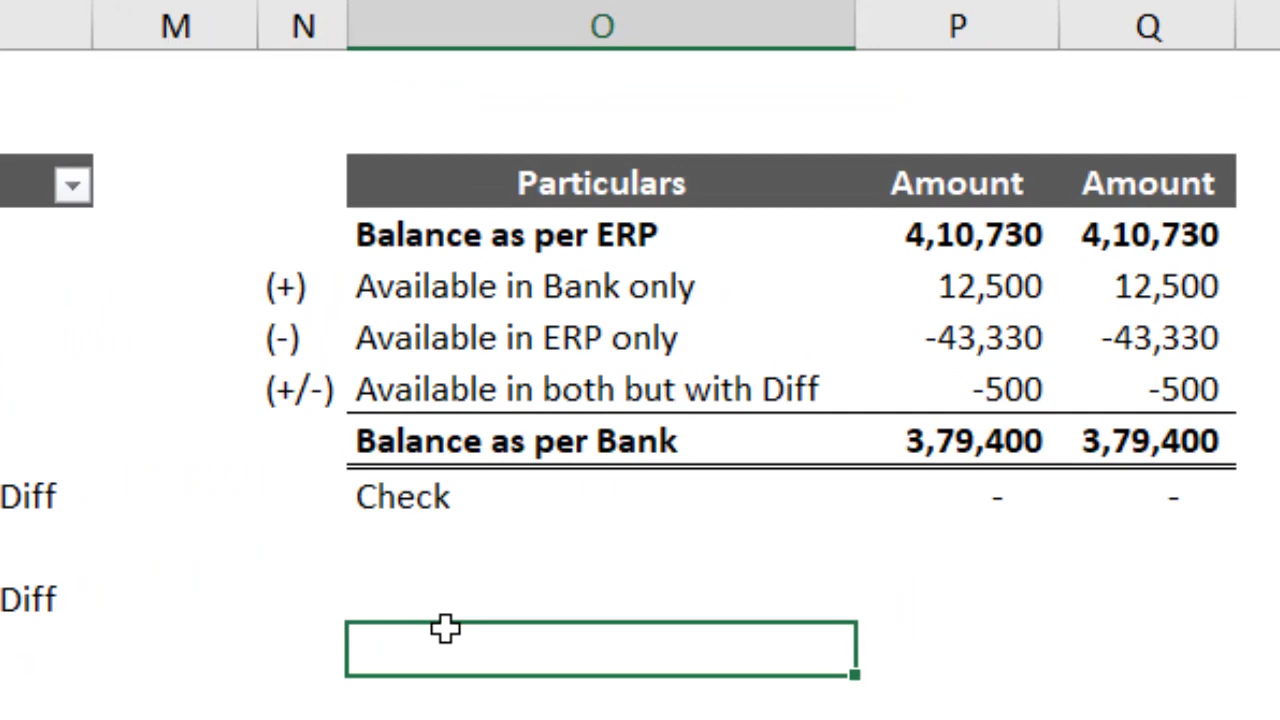 M N O P Q
Particulars Amount Amount
Balance as per ERP 4,10,730 4,10,730
(+) Available in Bank only 12,500 12,500
(-) Available in ERP only -43,330 -43,330
(+/-) Available in both but with Diff -500 -500
Balance as per Bank 3,79,400 3,79,400
Diff Check - -
Diff